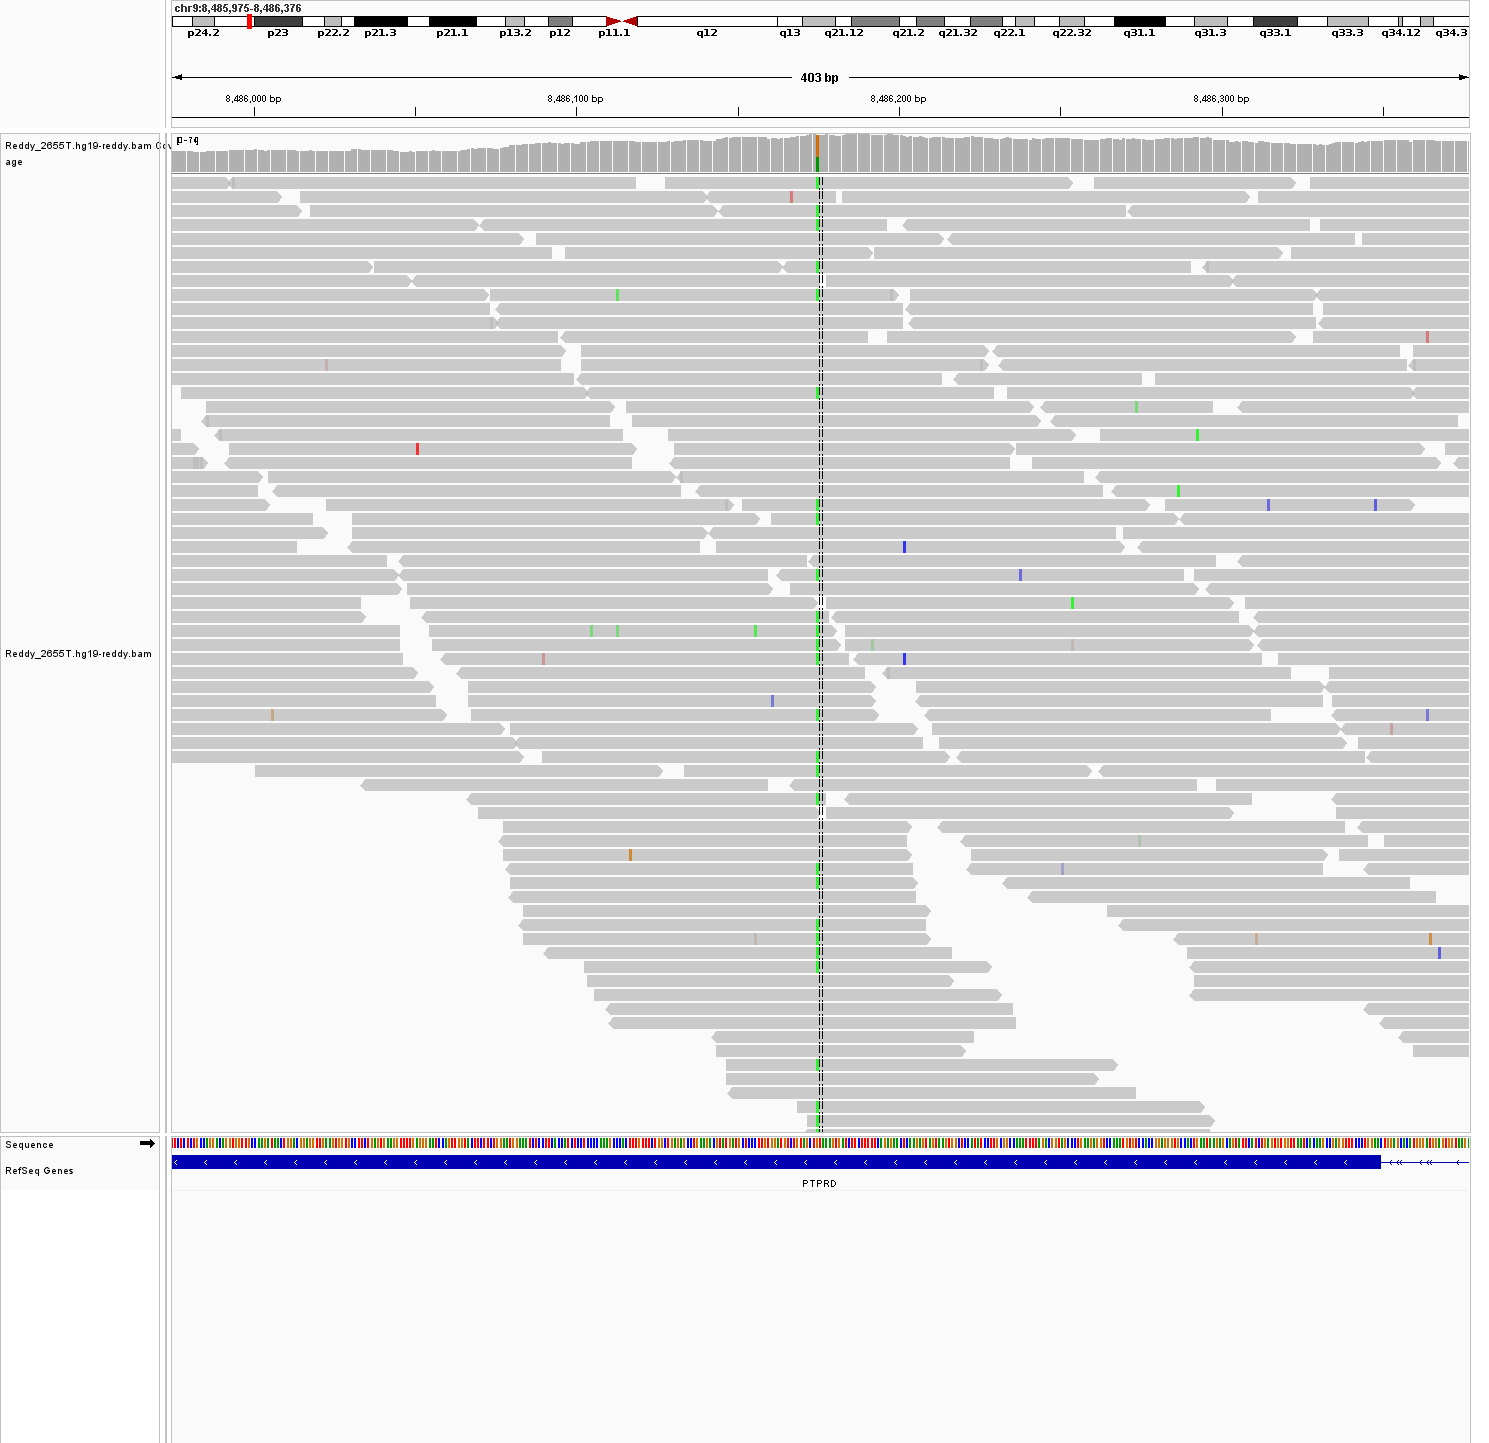 chr9:8,485,975-8,486,376
p24.2 p23 p22.2 p21.3 p21.1 p13.2 p12 p11.1 q12 q13 q21.12 q21.2 q21.32 q22.1 q22.32 q31.1 q31.3 q33.1 q33.3 q34.12 q34.3
403 bp
8,486,000 bp 8,486,100 bp 8,486,200 bp 8,486,300 bp
Reddy_2655T.hg19-reddy.bam Cov
age
[0-74]
Reddy_2655T.hg19-reddy.bam
Sequence
RefSeq Genes
PTPRD